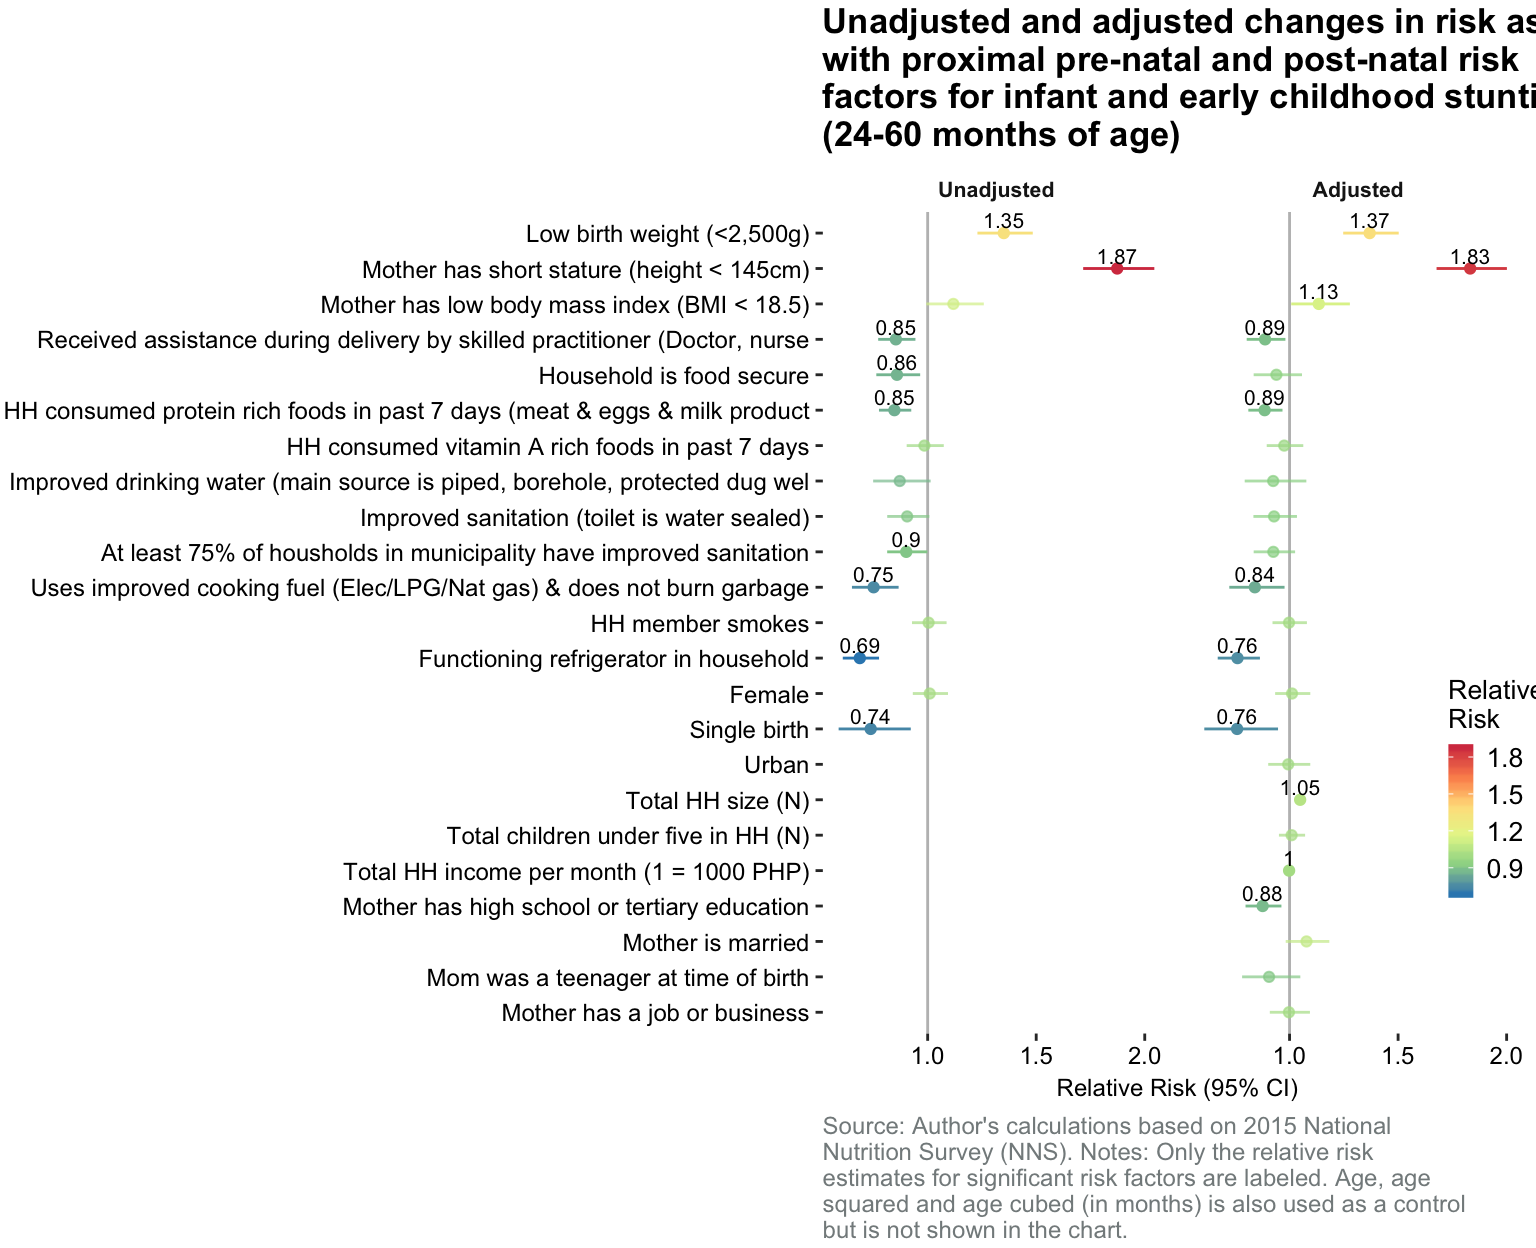 Unadjusted and adjusted changes in risk as
with proximal pre-natal and post-natal risk
factors for infant and early childhood stunti
(24-60 months of age)
Unadjusted
Adjusted
Low birth weight (<2,500g)
1.35
1.37
Mother has short stature (height < 145cm)
1.87
1.83
Mother has low body mass index (BMI < 18.5)
1.13
Received assistance during delivery by skilled practitioner (Doctor, nurse
0.85
0.89
Household is food secure
0.86
HH consumed protein rich foods in past 7 days (meat & eggs & milk product
0.85
0.89
HH consumed vitamin A rich foods in past 7 days
Improved drinking water (main source is piped, borehole, protected dug wel
Improved sanitation (toilet is water sealed)
At least 75% of housholds in municipality have improved sanitation
0.9
Uses improved cooking fuel (Elec/LPG/Nat gas) & does not burn garbage
0.75
0.84
HH member smokes
Functioning refrigerator in household
0.69
0.76
Female
Single birth
0.74
0.76
Urban
Total HH size (N)
1.05
Total children under five in HH (N)
Total HH income per month (1 = 1000 PHP)
1
Mother has high school or tertiary education
0.88
Mother is married
Mom was a teenager at time of birth
Mother has a job or business
1.0 1.5 2.0
1.0 1.5 2.0
Relative Risk (95% CI)
Relative
Risk
1.8
1.5
1.2
0.9
Source: Author's calculations based on 2015 National
Nutrition Survey (NNS). Notes: Only the relative risk
estimates for significant risk factors are labeled. Age, age
squared and age cubed (in months) is also used as a control
but is not shown in the chart.